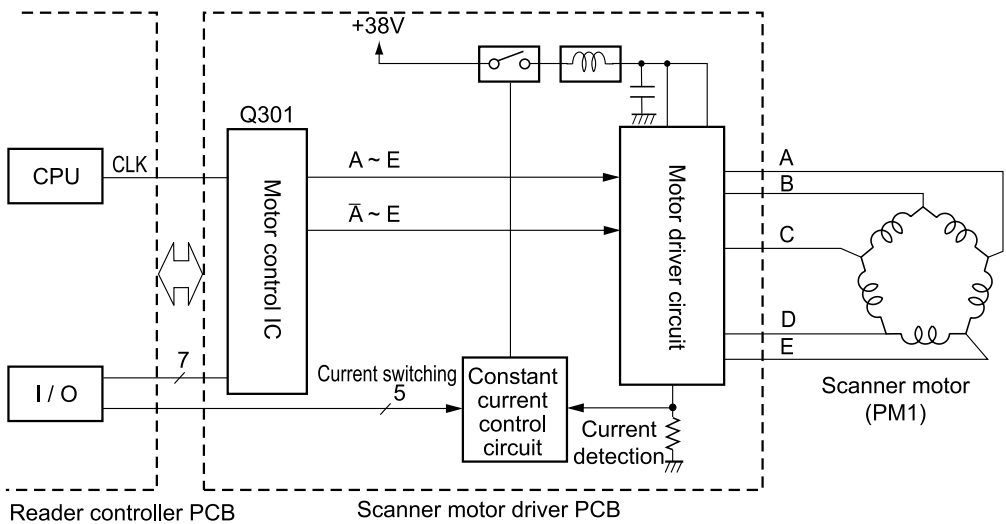 +38V
Q301
CPU
CLK
A ~ E
A̅ ~ E
Motor control IC
Motor driver circuit
A
B
C
D
E
I / O
7
Current switching
5
Constant
current
control
circuit
Current
detection
Scanner motor
(PM1)
Reader controller PCB
Scanner motor driver PCB